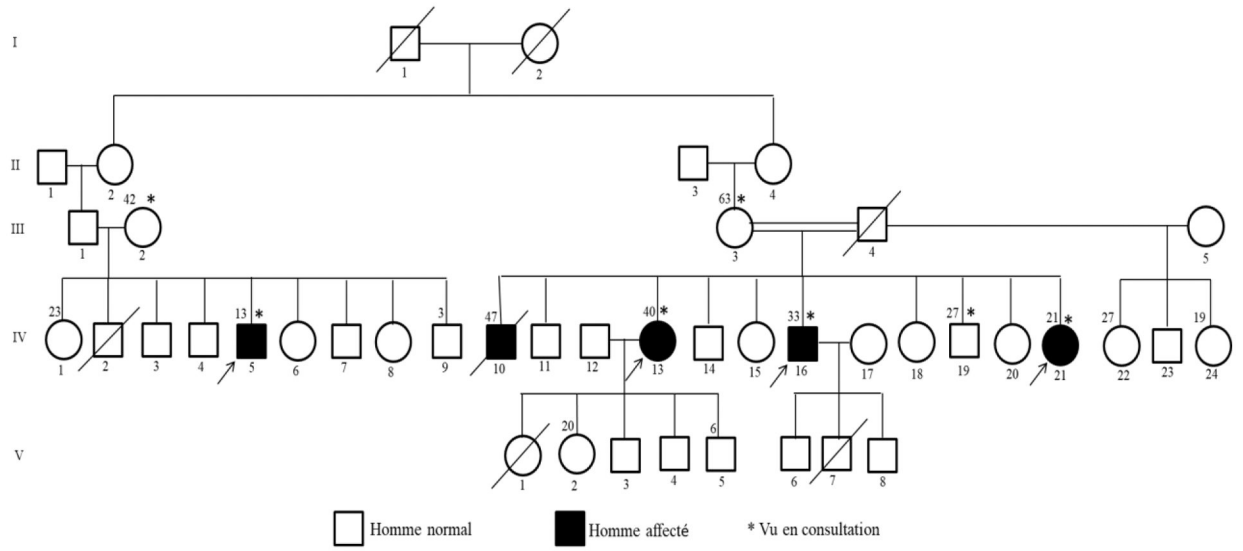 I
1 2
II
1 2 3 4
42 * 63 *
III
1 2 3 4 5
23 13 * 3 47 40 * 33 * 27 * 21 * 27 19
IV
1 2 3 4 5 6 7 8 9 10 11 12 13 14 15 16 17 18 19 20 21 22 23 24
20 6
V
1 2 3 4 5 6 7 8
Homme normal Homme affecté * Vu en consultation